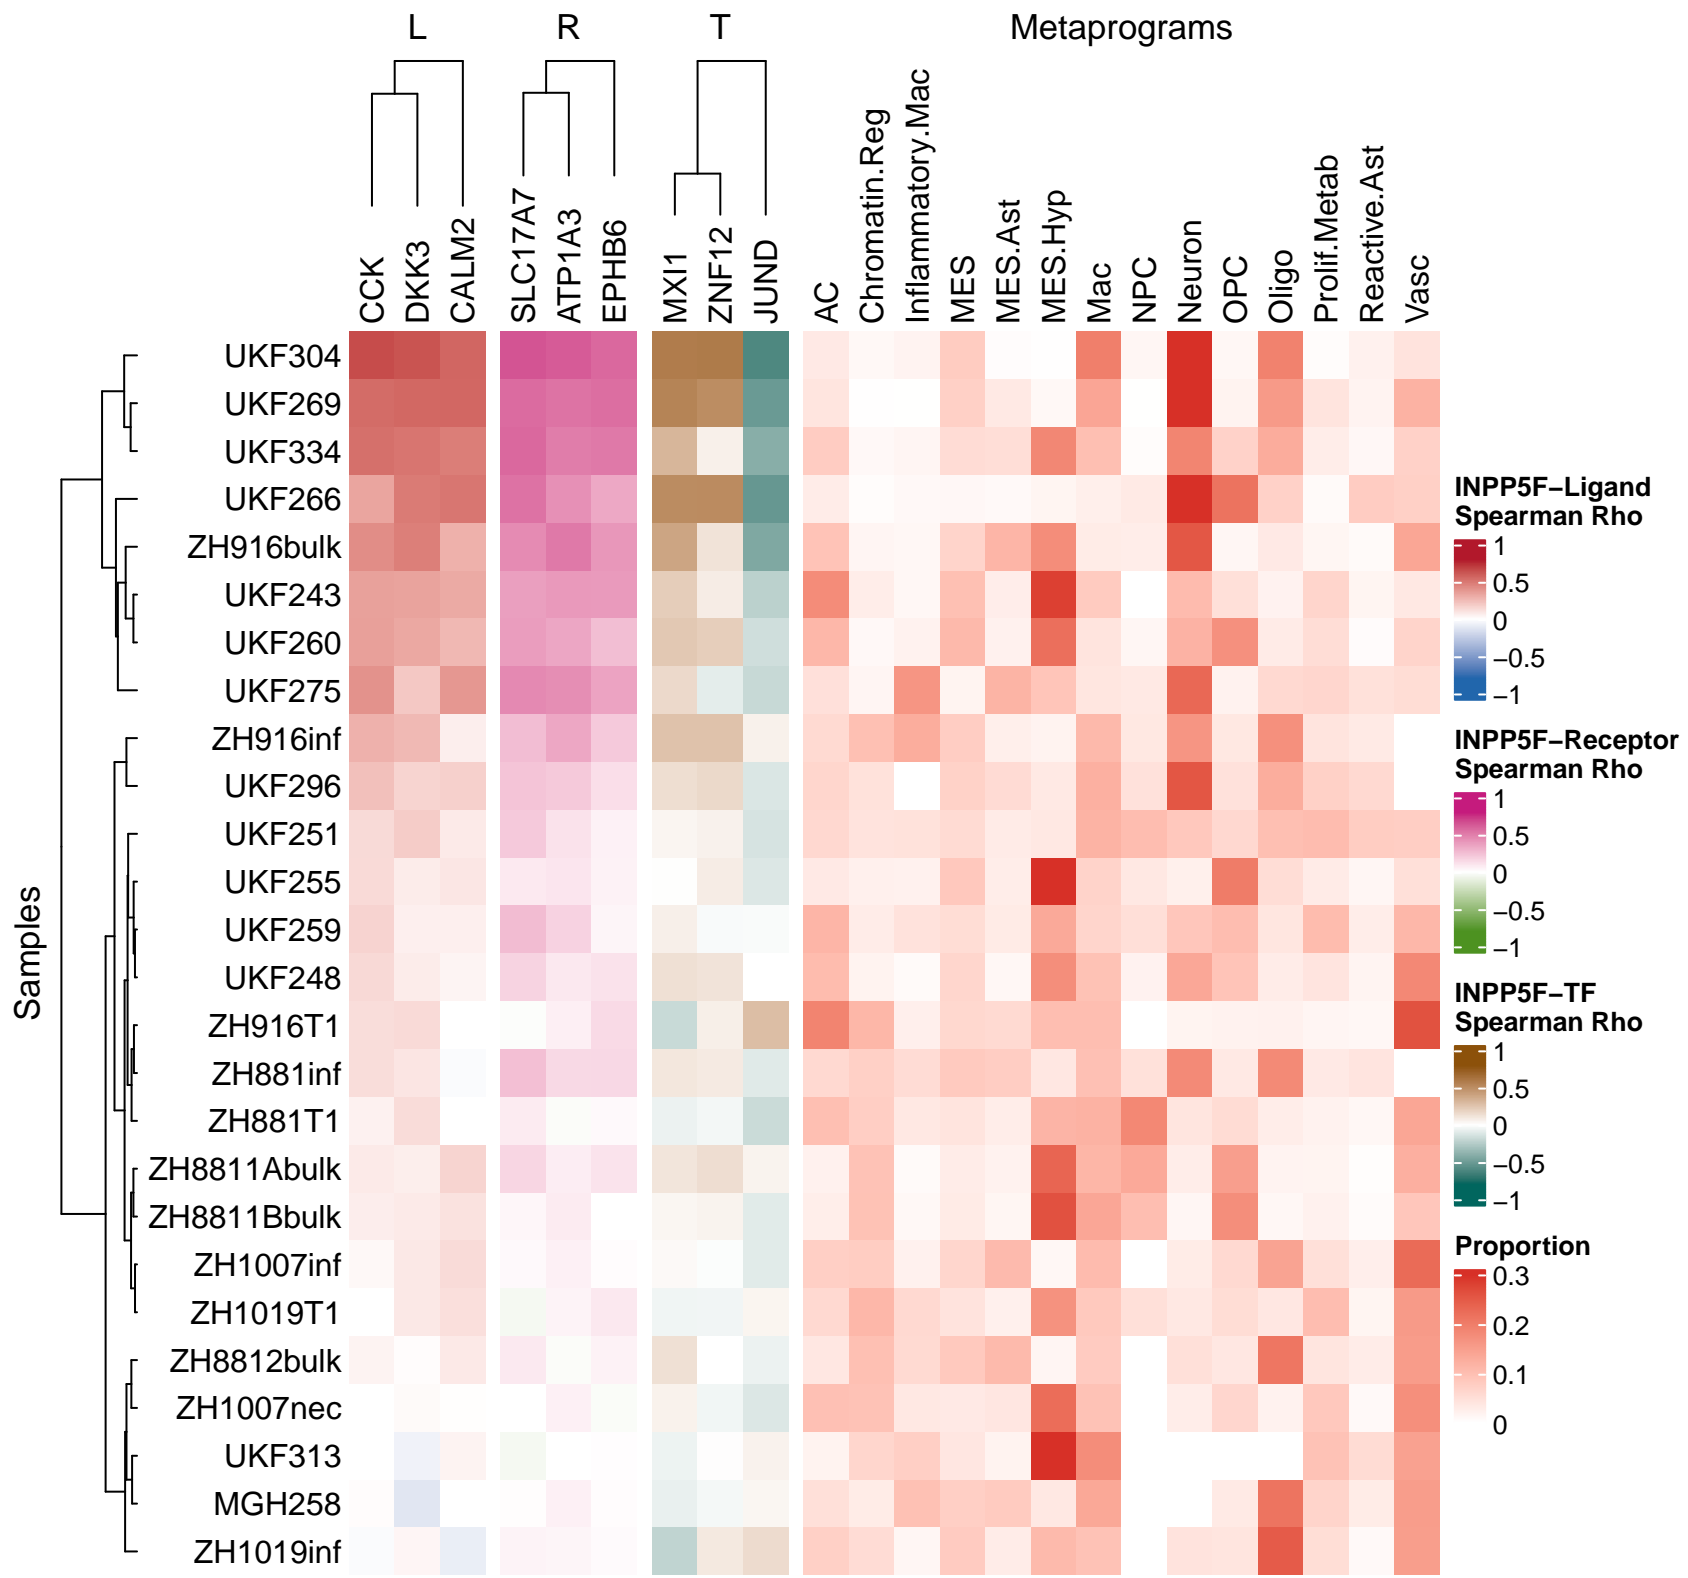 L R T Metaprograms
CCK DKK3 CALM2 SLC17A7 ATP1A3 EPHB6 MXI1 ZNF12 JUND AC Chromatin.Reg Inflammatory.Mac MES MES.Ast MES.Hyp Mac NPC Neuron OPC Oligo Prolif.Metab Reactive.Ast Vasc
Samples
UKF304
UKF269
UKF334
UKF266
ZH916bulk
UKF243
UKF260
UKF275
ZH916inf
UKF296
UKF251
UKF255
UKF259
UKF248
ZH916T1
ZH881inf
ZH881T1
ZH8811Abulk
ZH8811Bbulk
ZH1007inf
ZH1019T1
ZH8812bulk
ZH1007nec
UKF313
MGH258
ZH1019inf
INPP5F−Ligand
Spearman Rho
1
0.5
0
−0.5
−1
INPP5F−Receptor
Spearman Rho
1
0.5
0
−0.5
−1
INPP5F−TF
Spearman Rho
1
0.5
0
−0.5
−1
Proportion
0.3
0.2
0.1
0